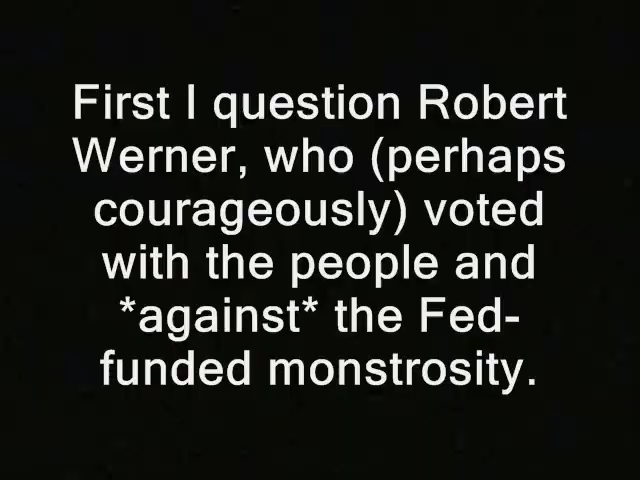 First I question Robert
Werner, who (perhaps
courageously) voted
with the people and
*against* the Fed-
funded monstrosity.